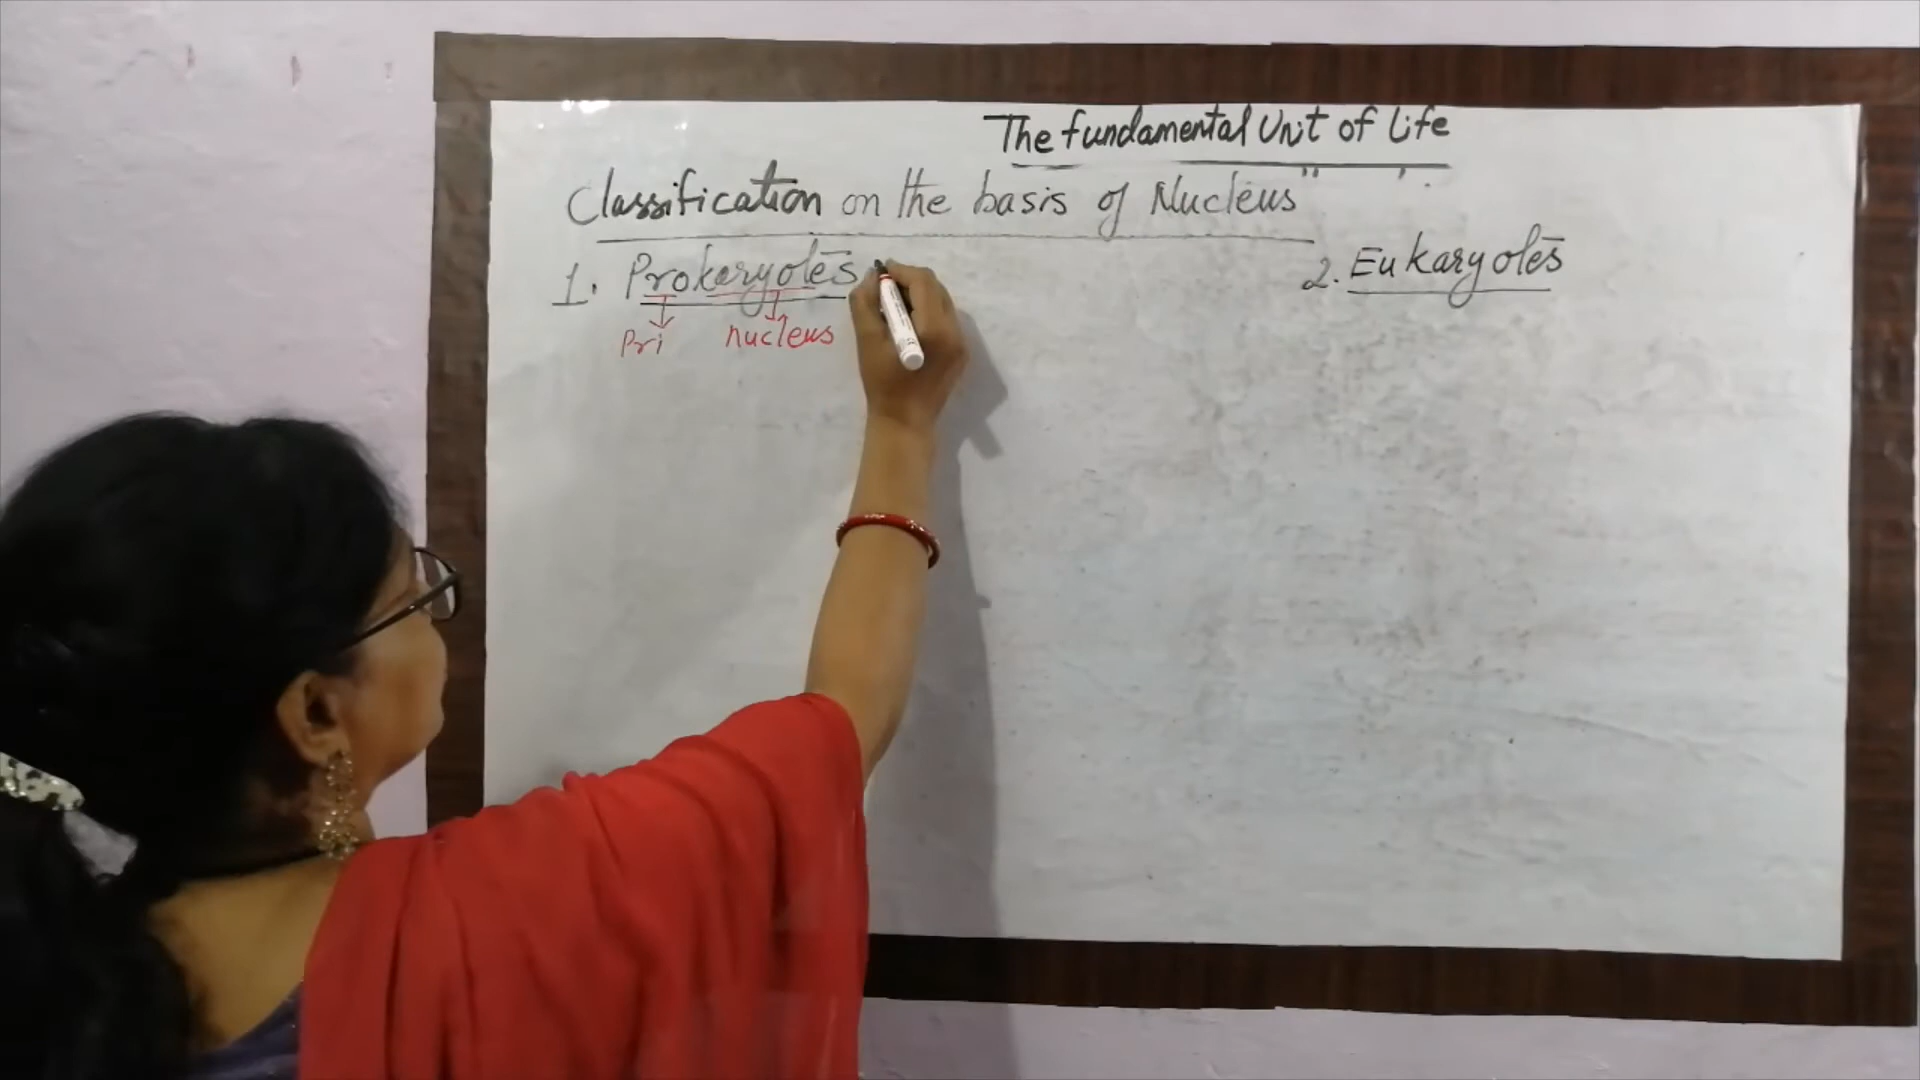 The Fundamental Unit of Life
Classification on the basis of Nucleus"
1. Prokaryotes
2. Eukaryotes
Pri nucleus